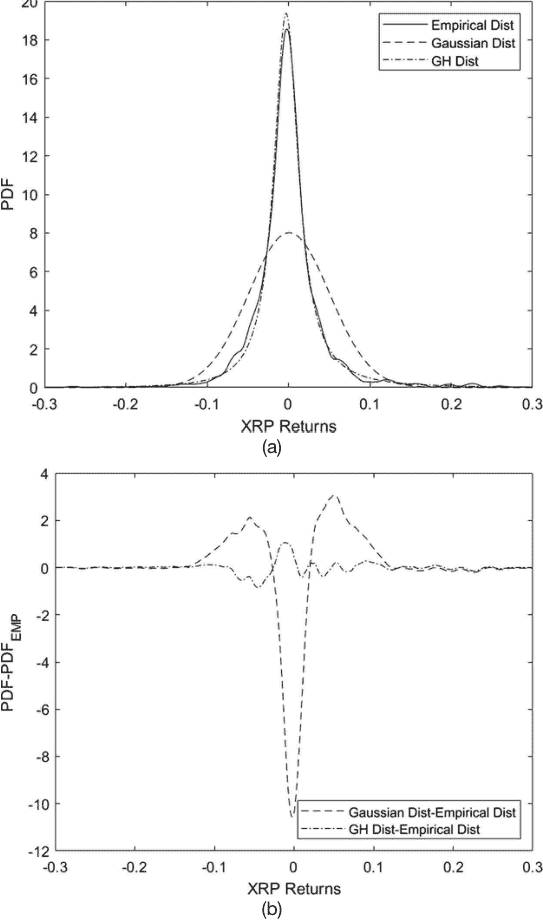 20
18
16
14
12
10
8
6
4
2
0
PDF
Empirical Dist
Gaussian Dist
GH Dist
-0.3 -0.2 -0.1 0 0.1 0.2 0.3
XRP Returns
(a)
4
2
0
-2
-4
-6
-8
-10
-12
PDF-PDF_EMP
Gaussian Dist-Empirical Dist
GH Dist-Empirical Dist
-0.3 -0.2 -0.1 0 0.1 0.2 0.3
XRP Returns
(b)